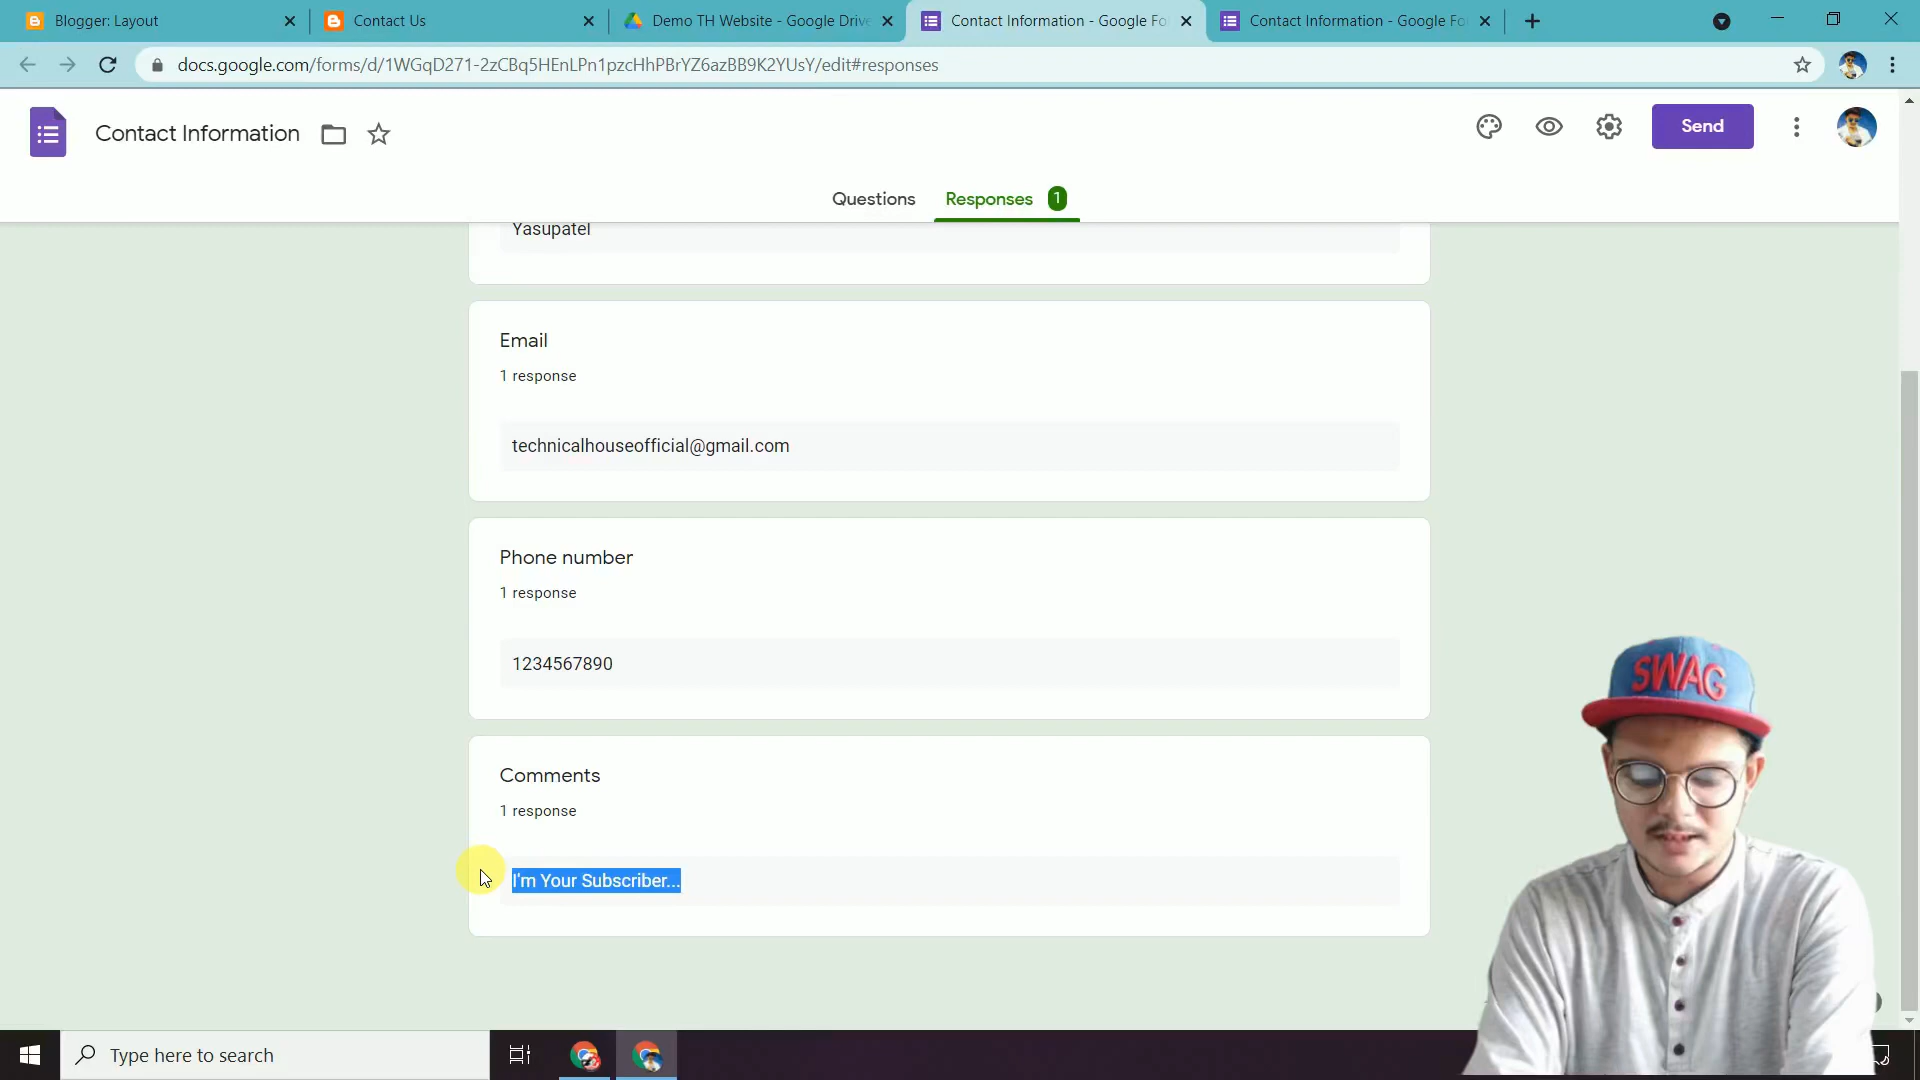 Blogger: Layout
Contact Us
Demo TH Website - Google Drive
Contact Information - Google Fo
Contact Information - Google Fo
docs.google.com/forms/d/1WGqD271-2zCBq5HEnLPn1pzcHhPBrYZ6azBB9K2YUsY/edit#responses
Contact Information
Send
Questions
Responses 1
Yasupatel
Email
1 response
technicalhouseofficial@gmail.com
Phone number
1 response
1234567890
Comments
1 response
I'm Your Subscriber...
SWAG
Type here to search